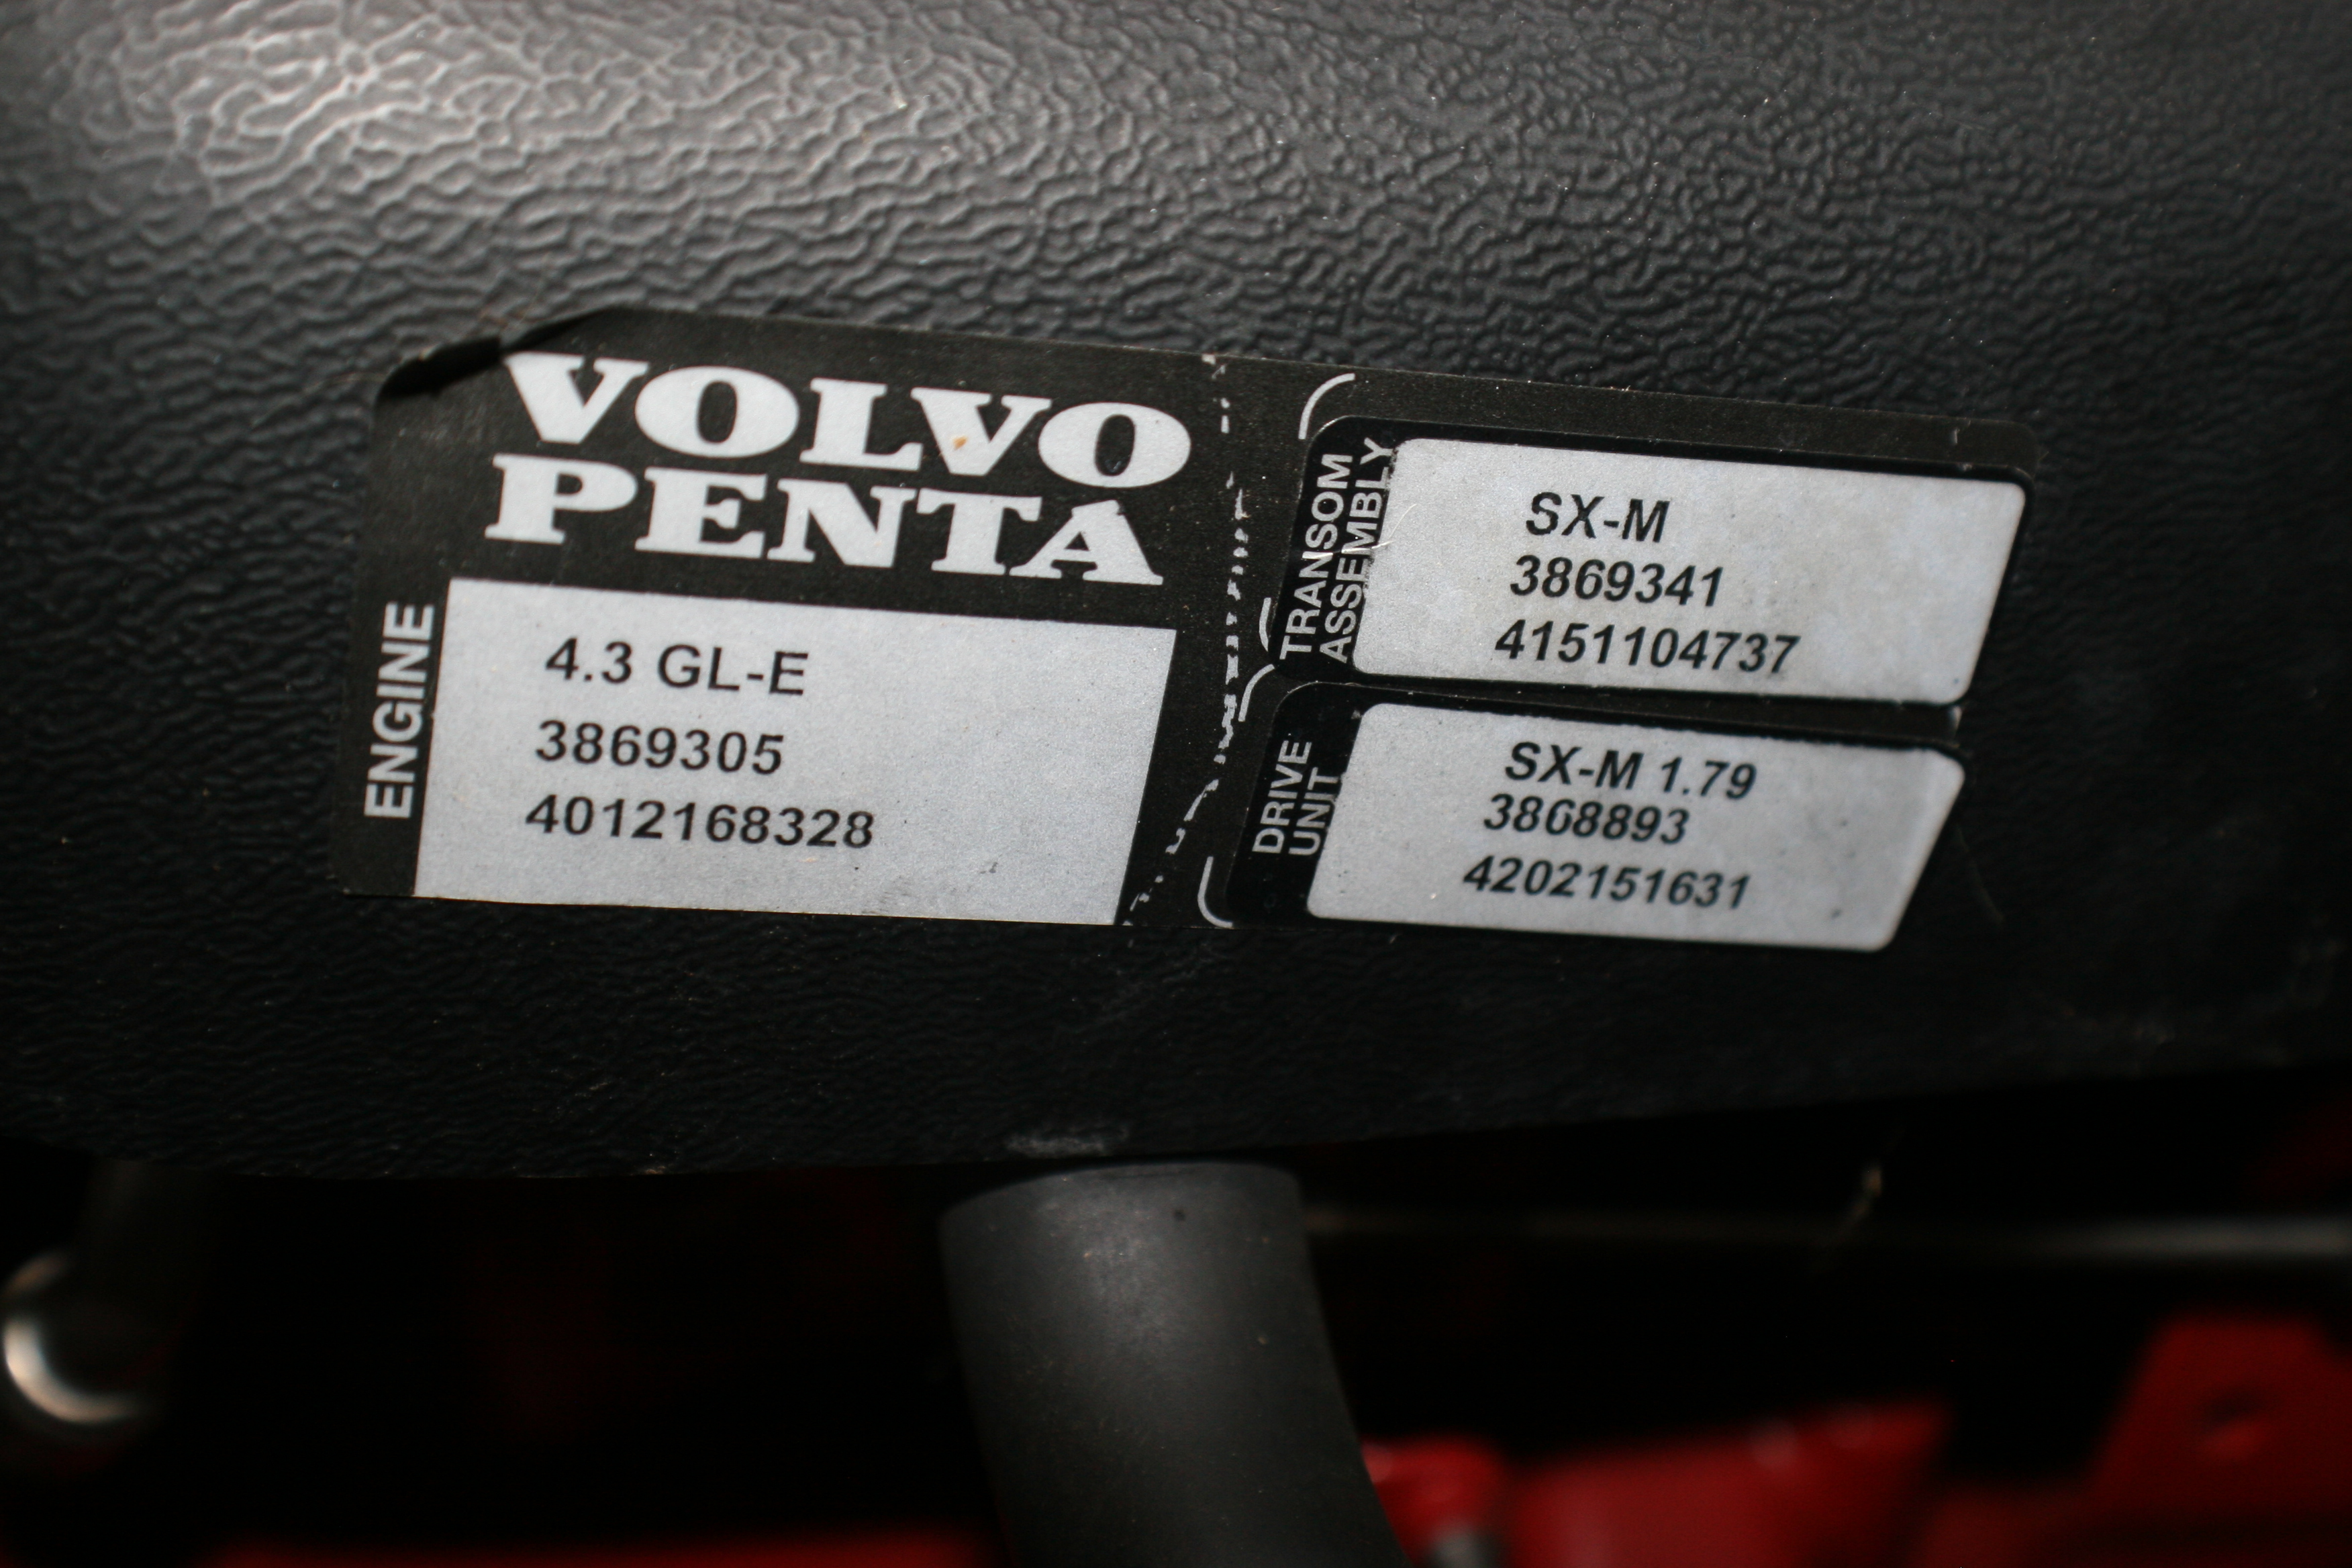 VOLVO
PENTA
ENGINE
4.3 GL-E
3869305
4012168328
TRANSOM
ASSEMBLY
SX-M
3869341
4151104737
DRIVE
UNIT
SX-M 1.79
3868893
4202151631